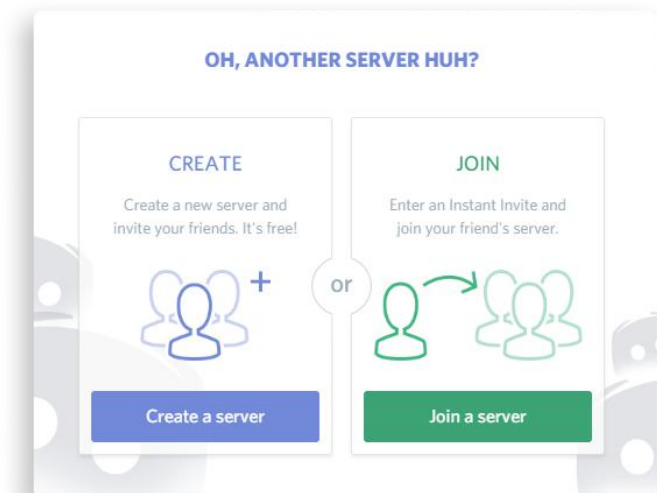 OH, ANOTHER SERVER HUH?
CREATE
Create a new server and
invite your friends. It's free!
or
JOIN
Enter an Instant Invite and
join your friend's server.
Create a server
Join a server